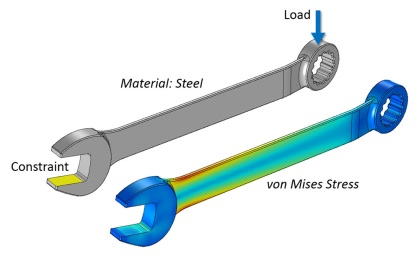 Load
Material: Steel
Constraint
von Mises Stress